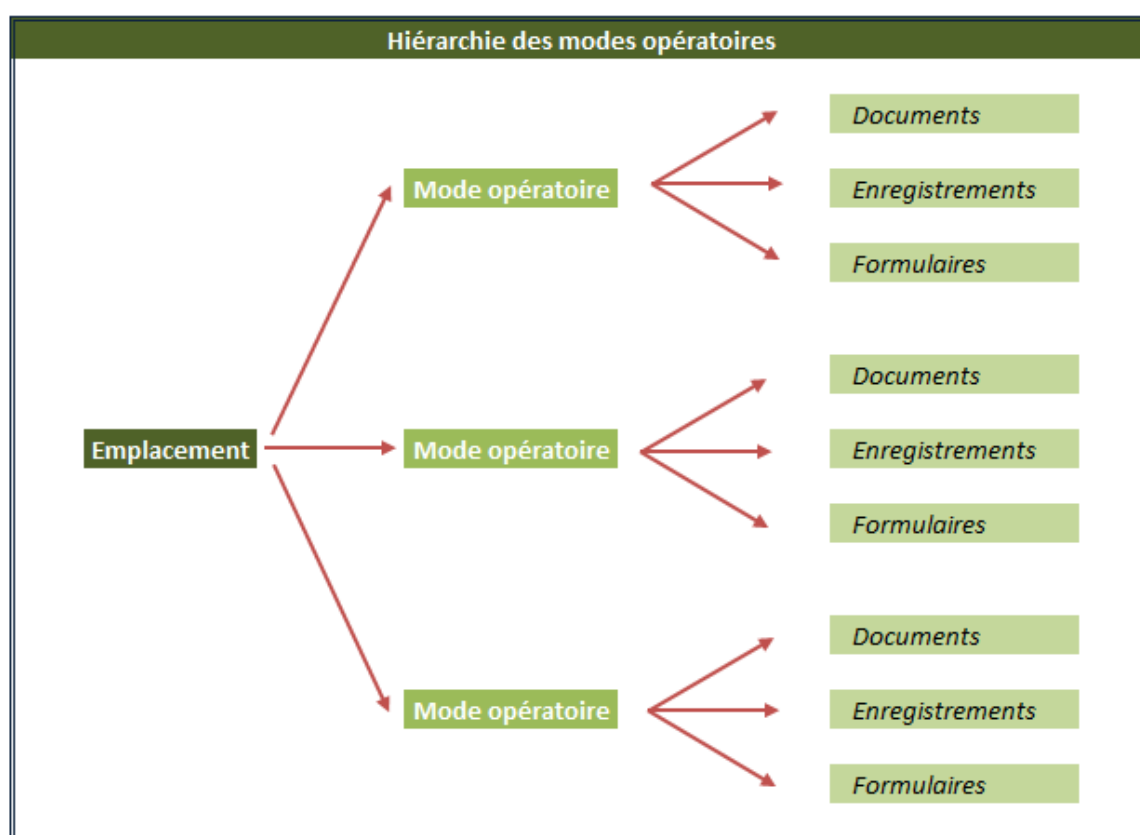 Hiérarchie des modes opératoires
Documents
Mode opératoire
Enregistrements
Formulaires
Documents
Emplacement
Mode opératoire
Enregistrements
Formulaires
Documents
Mode opératoire
Enregistrements
Formulaires